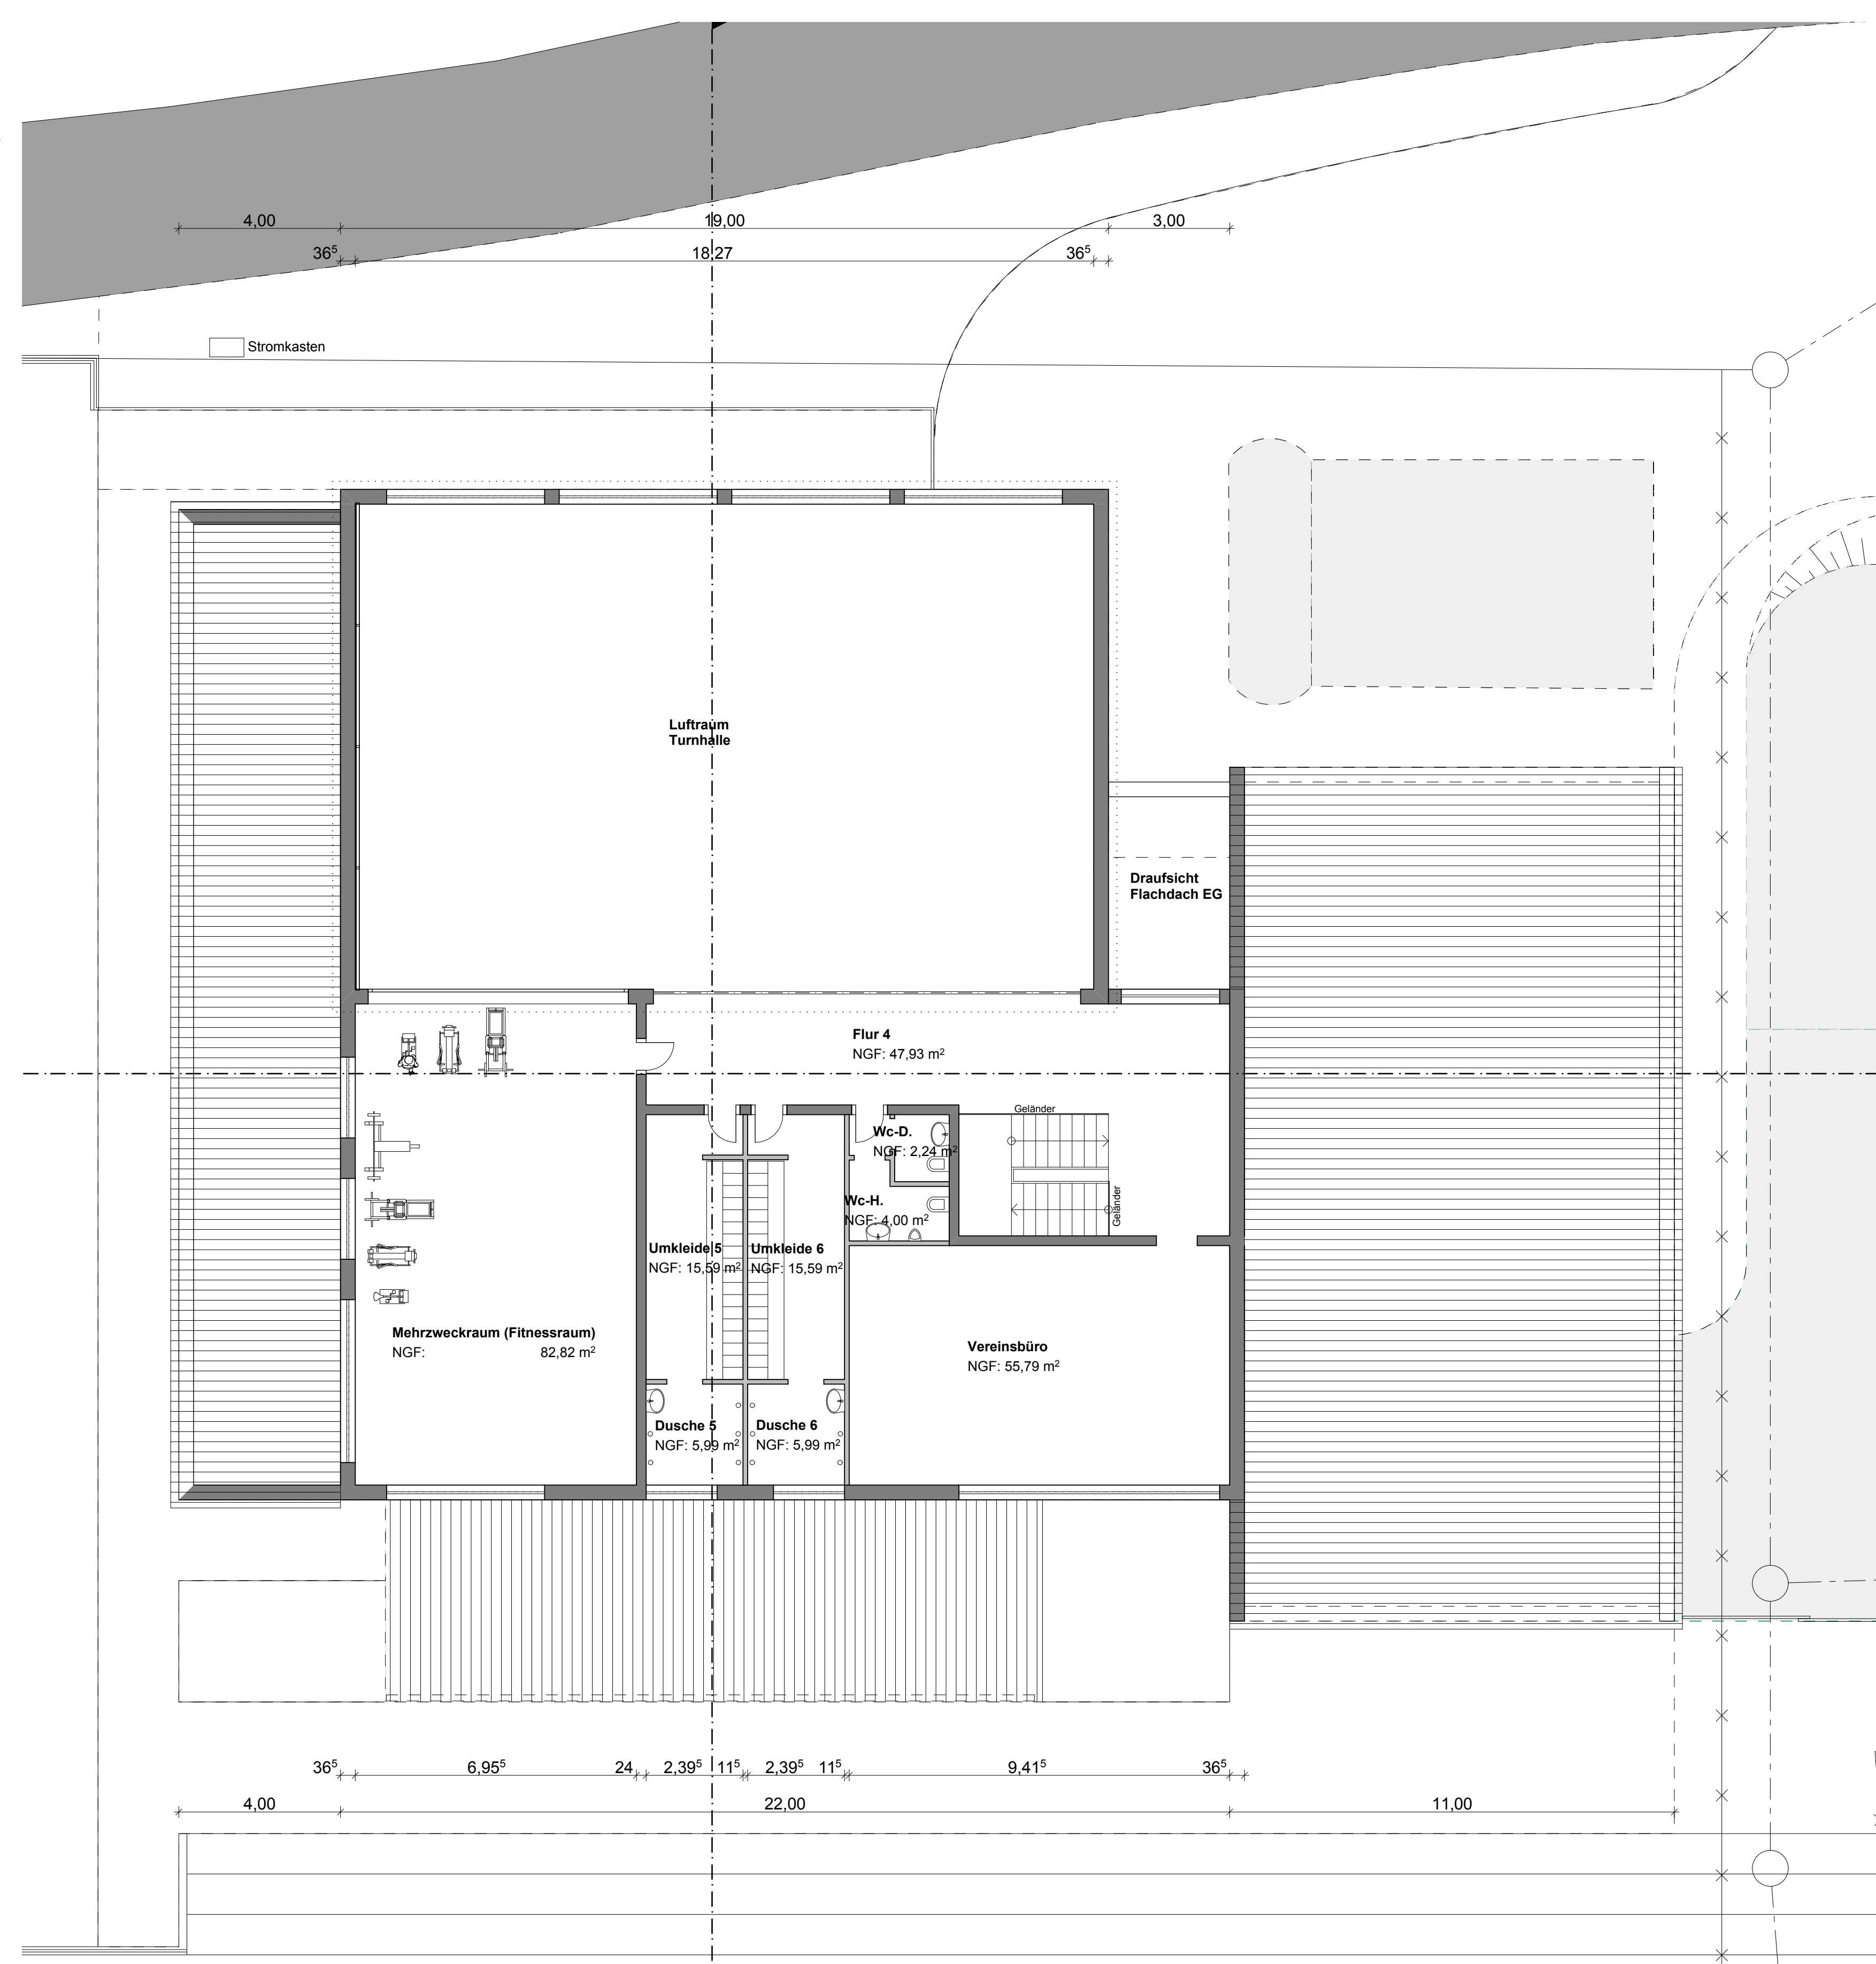 4,00 19,00 3,00
36⁵ 18,27 36⁵
Stromkasten
Luftraum
Turnhalle
Draufsicht
Flachdach EG
Flur 4
NGF: 47,93 m²
Geländer
Wc-D.
NGF: 2,24 m²
Geländer
Wc-H.
NGF: 4,00 m²
Umkleide 5
NGF: 15,59 m²
Umkleide 6
NGF: 15,59 m²
Mehrzweckraum (Fitnessraum)
NGF: 82,82 m²
Vereinsbüro
NGF: 55,79 m²
Dusche 5
NGF: 5,99 m²
Dusche 6
NGF: 5,99 m²
36⁵ 6,95⁵ 24 2,39⁵ 11⁵ 2,39⁵ 11⁵ 9,41⁵ 36⁵
4,00 22,00 11,00